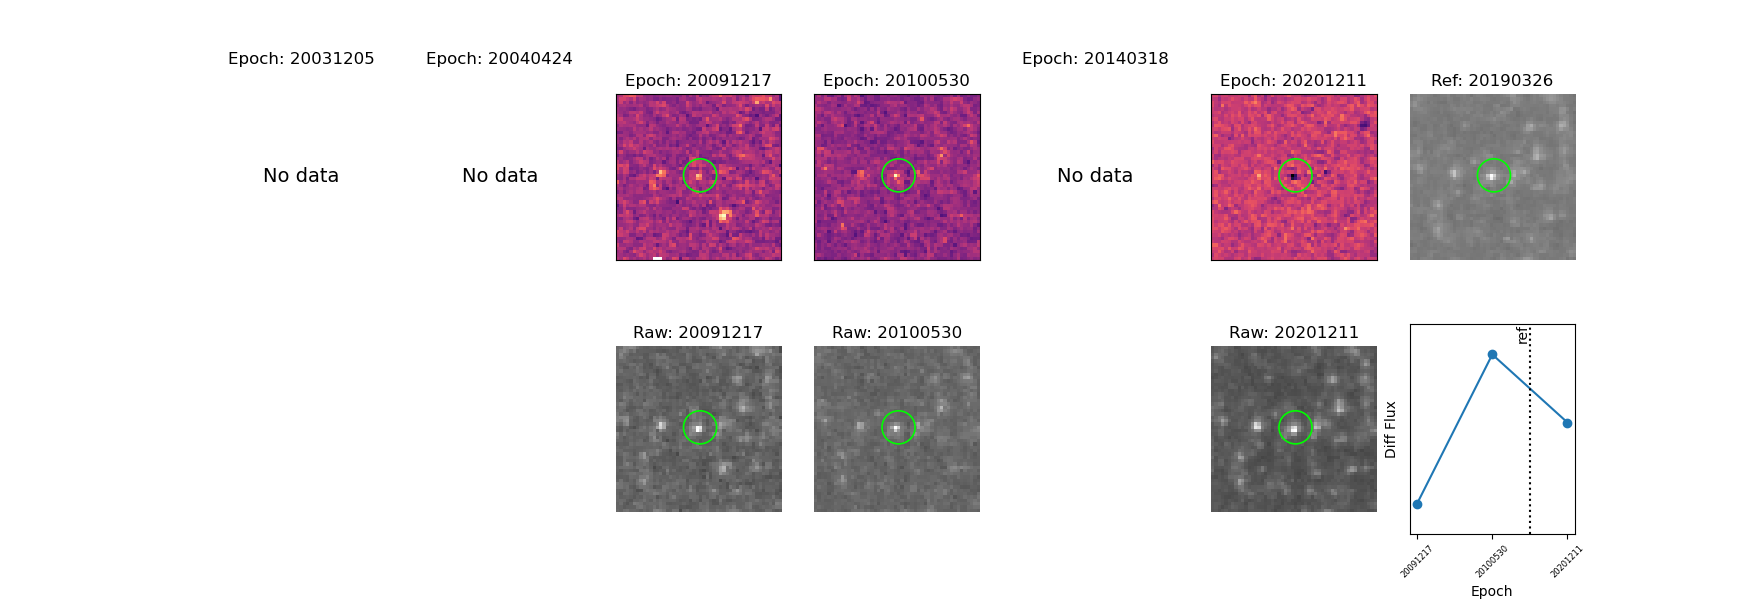 Epoch: 20031205
Epoch: 20040424
Epoch: 20140318
Epoch: 20091217
Epoch: 20100530
Epoch: 20201211
Ref: 20190326
No data
No data
No data
Raw: 20091217
Raw: 20100530
Raw: 20201211
ref
Diff Flux
20091217
20100530
20201211
Epoch